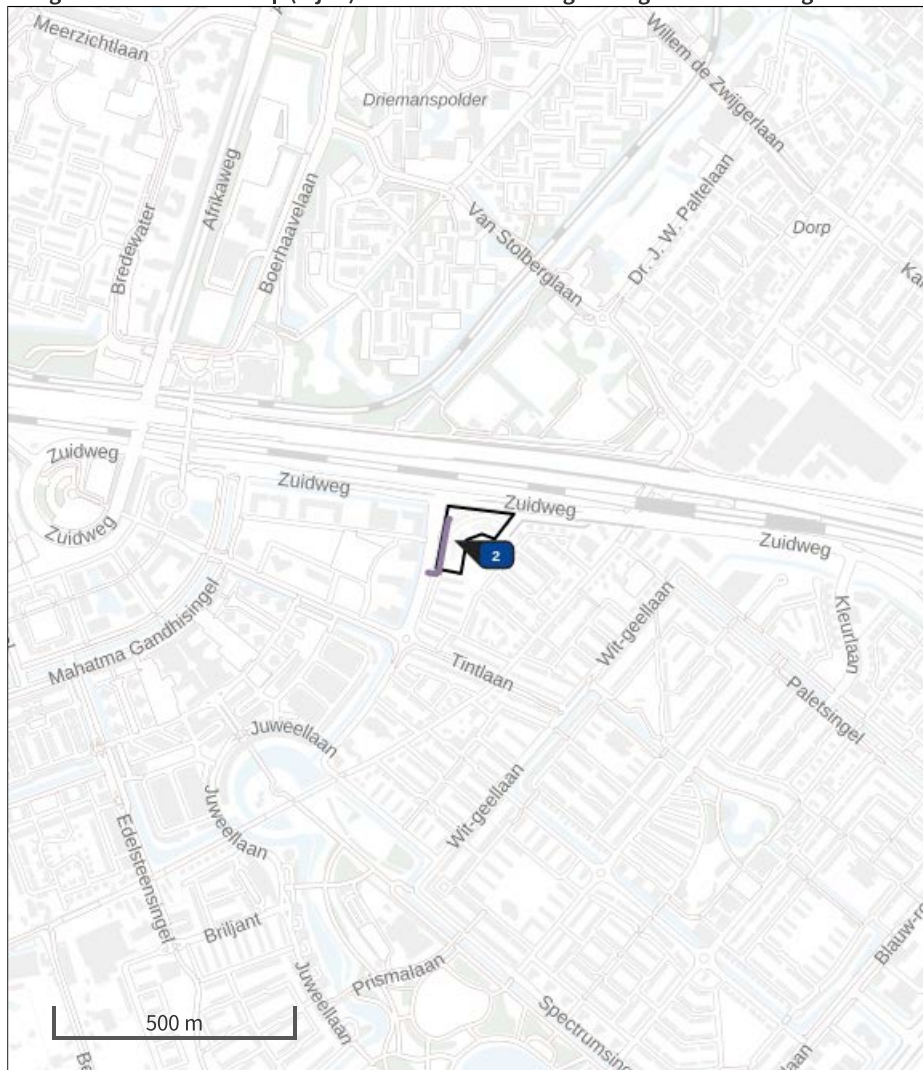 Meerzichtlaan
Willem de Zwijgerlaan
Driemanspolder
Afrikaweg
Dr. J. W. Paltelaan
Boerhaavelaan
Bredewater
Van Stolberglaan
Dorp
Zuidweg
Zuidweg
Zuidweg
Zuidweg
Zuidweg
2
Mahatma Gandhisingel
Wit-geellaan
Kleurlaan
Tintlaan
Paletsingel
Juweellaan
Wit-geellaan
Juweellaan
Edelsteensingel
Briljant
Juweellaan
Prismalaan
500 m